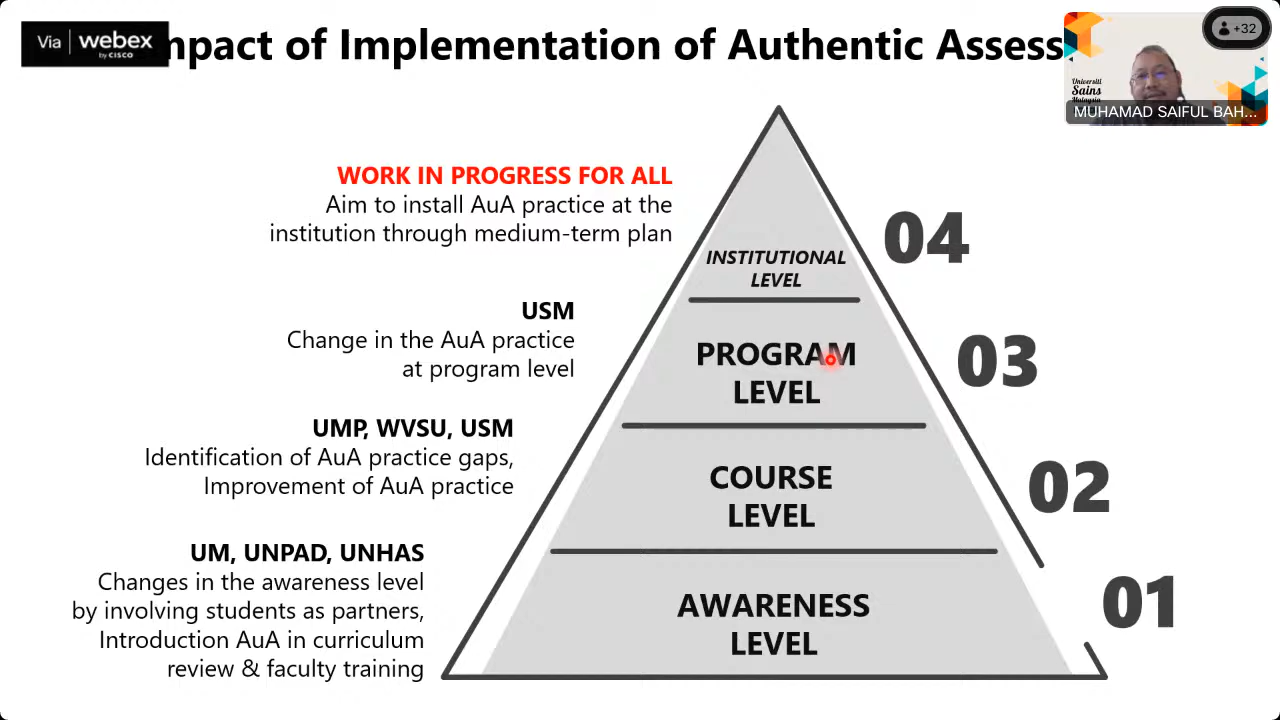 Via webex
by CISCO
mpact of Implementation of Authentic Assess
+32
Universiti
Sains
Malaysia
MUHAMAD SAIFUL BAH...
WORK IN PROGRESS FOR ALL
Aim to install AuA practice at the
institution through medium-term plan
INSTITUTIONAL
LEVEL
04
USM
Change in the AuA practice
at program level
PROGRAM
LEVEL
03
UMP, WVSU, USM
Identification of AuA practice gaps,
Improvement of AuA practice
COURSE
LEVEL
02
UM, UNPAD, UNHAS
Changes in the awareness level
by involving students as partners,
Introduction AuA in curriculum
review & faculty training
AWARENESS
LEVEL
01